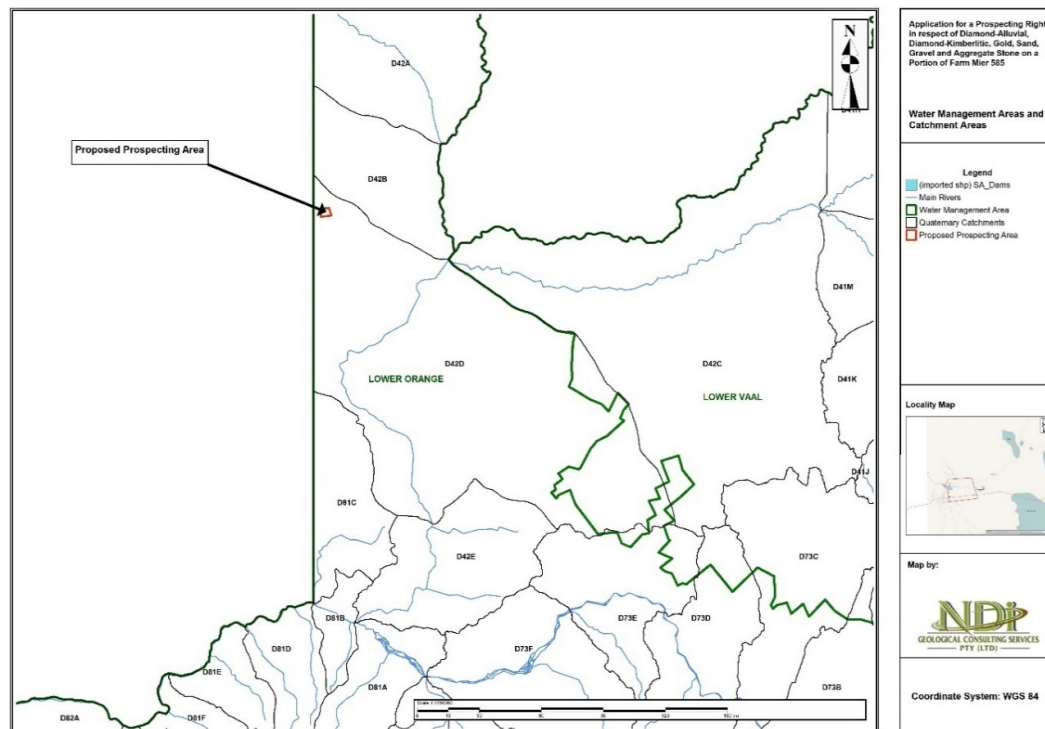 D42A
N
Proposed Prospecting Area
D42B
D41M
D42D
D42C
LOWER ORANGE
D41K
LOWER VAAL
D41J
D81C
D42E
D73C
D81B
D73E
D73D
D81D
D73F
D81E
D81A
D73B
D82A
D81F
Application for a Prospecting Right
in respect of Diamond-Alluvial,
Diamond-Kimberlitic, Gold, Sand,
Gravel and Aggregate Stone on a
Portion of Farm Mier 585
Water Management Areas and
Catchment Areas
Legend
(imported shp) SA_Dams
Main Rivers
Water Management Area
Quaternary Catchments
Proposed Prospecting Area
Locality Map
Map by:
NDi
GEOLOGICAL CONSULTING SERVICES
PTY (LTD)
Coordinate System: WGS 84